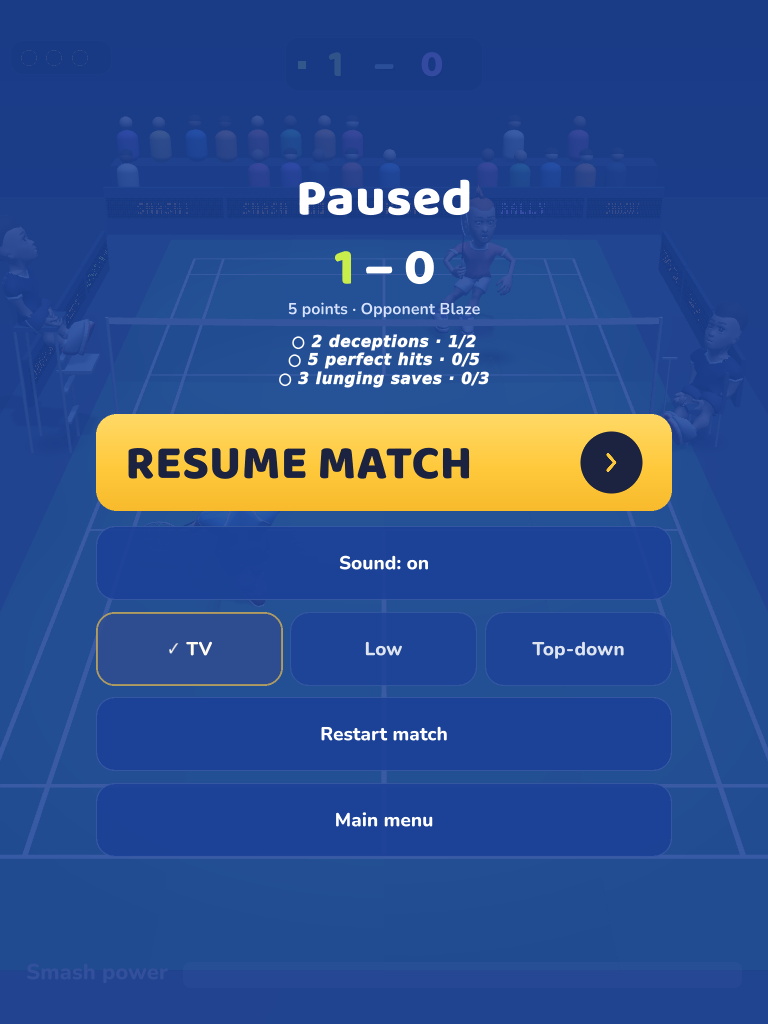 1 – 0
Paused
1 – 0
5 points · Opponent Blaze
○ 2 deceptions · 1/2
○ 5 perfect hits · 0/5
○ 3 lunging saves · 0/3
RESUME MATCH
Sound: on
✓ TV
Low
Top-down
Restart match
Main menu
Smash power